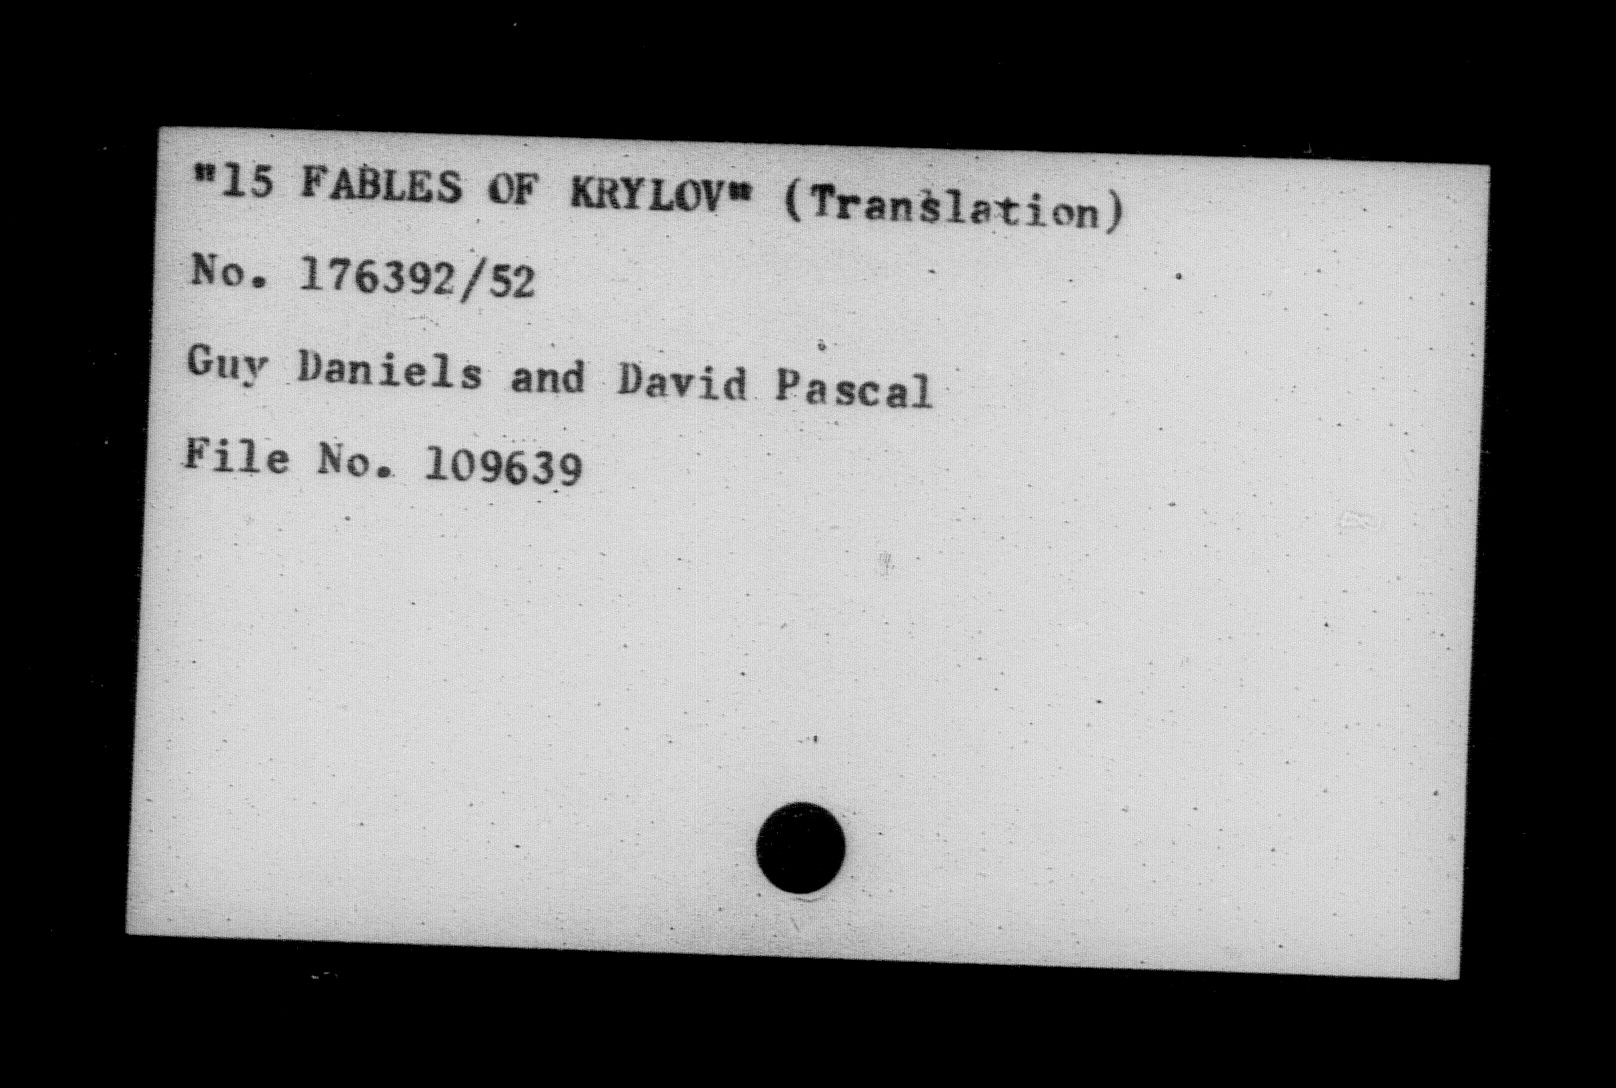 "15 FABLES OF KRYLOV" (Translation)
No. 176392/52
Guy Daniels and David Pascal
File No. 109639